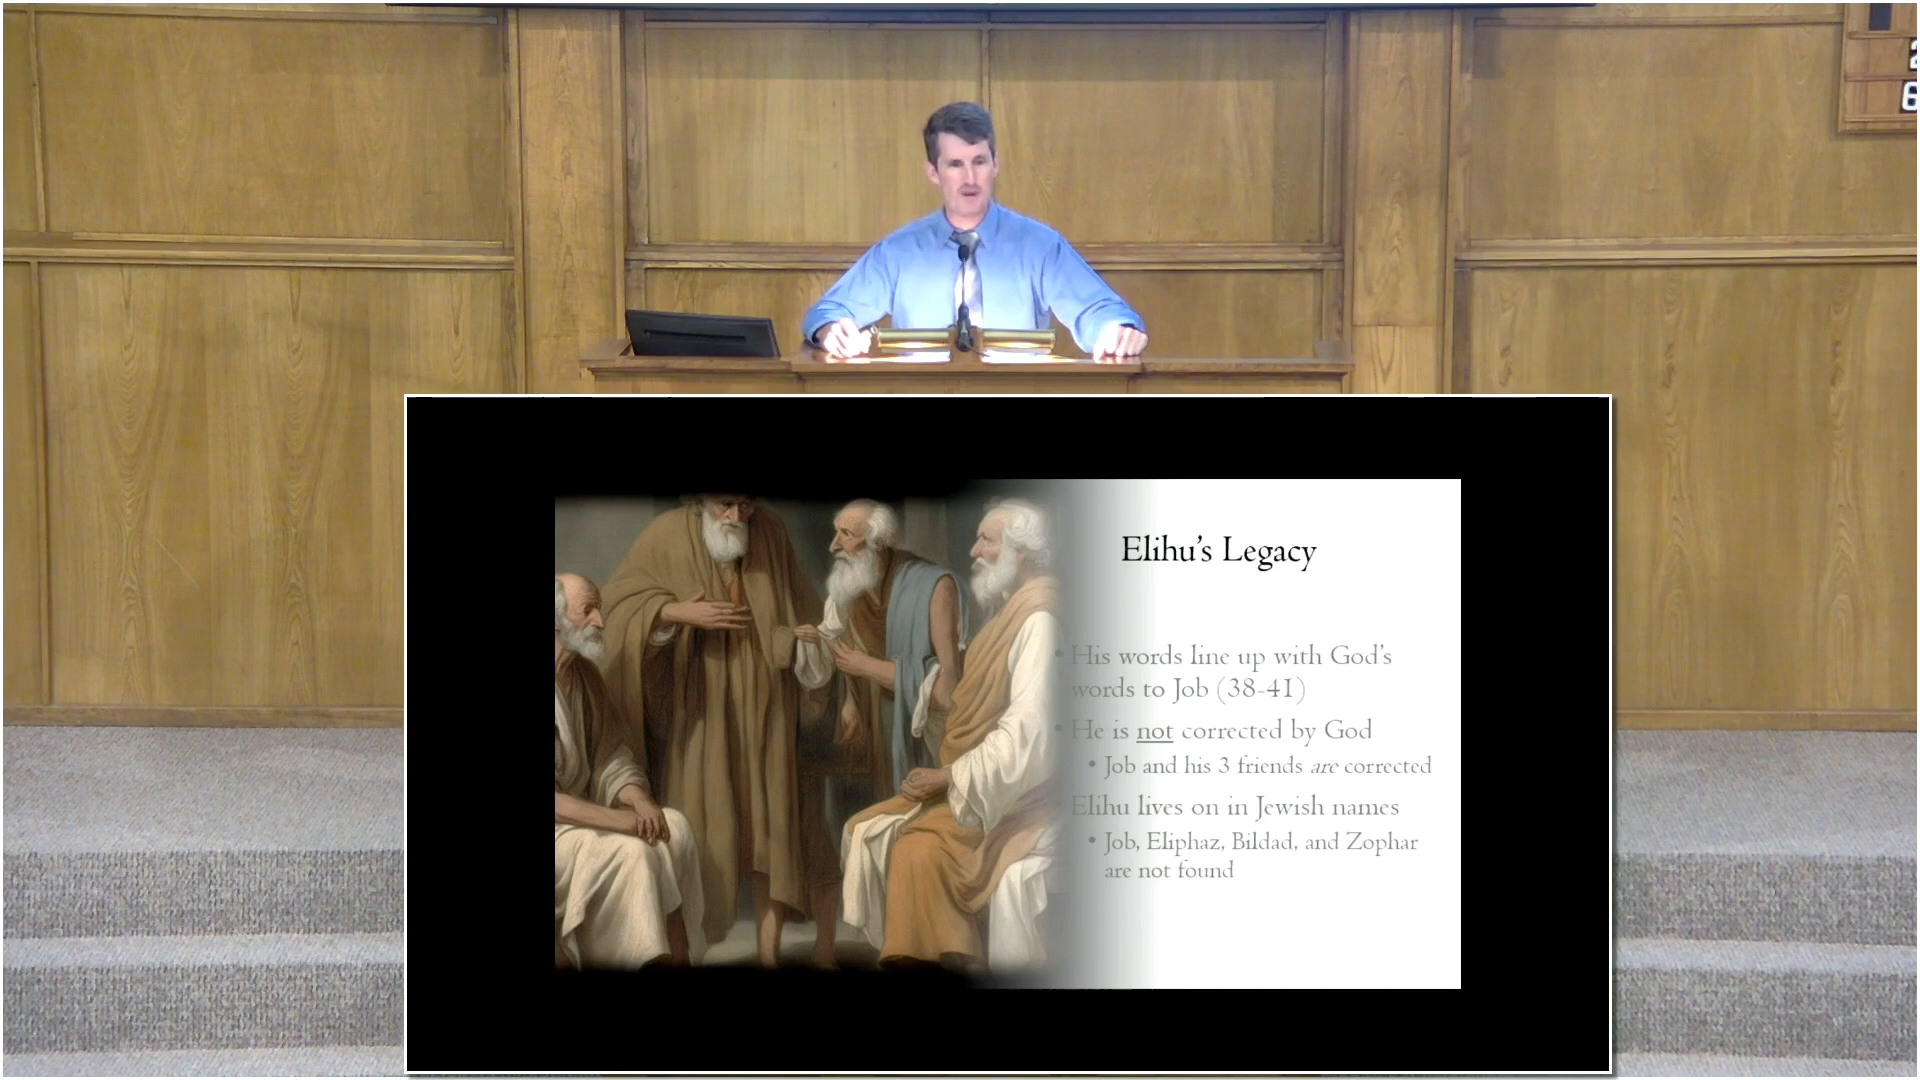 2
6
Elihu's Legacy
• His words line up with God's
words to Job (38-41)
• He is not corrected by God
• Job and his 3 friends are corrected
Elihu lives on in Jewish names
• Job, Eliphaz, Bildad, and Zophar
are not found